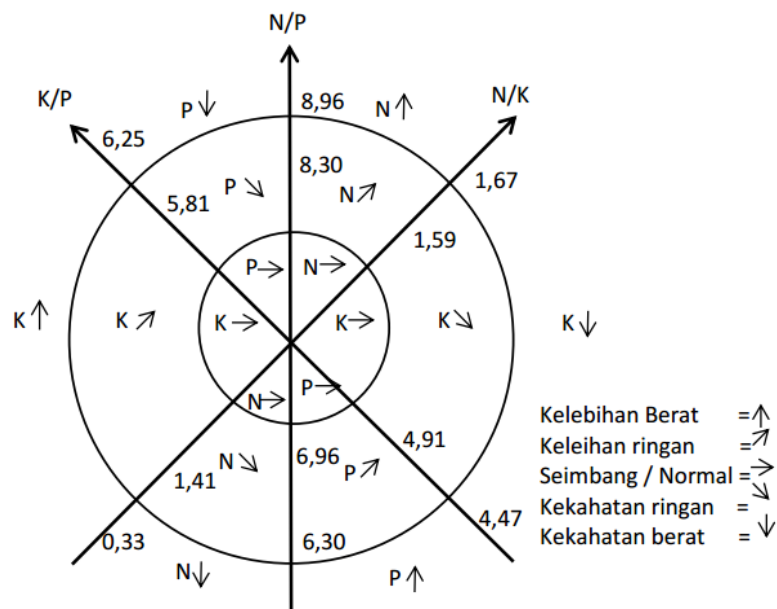 N/P
K/P
N/K
P ↓
8,96
N ↑
6,25
8,30
5,81
P ↘
N ↗
1,67
1,59
P →
N →
K ↑
K ↗
K →
K →
K ↘
K ↓
N →
P →
Kelebihan Berat = ↑
Keleihan ringan = ↗
Seimbang / Normal = →
Kekahatan ringan = ↘
Kekahatan berat = ↓
4,91
6,96
N ↘
P ↗
1,41
4,47
0,33
6,30
N ↓
P ↑